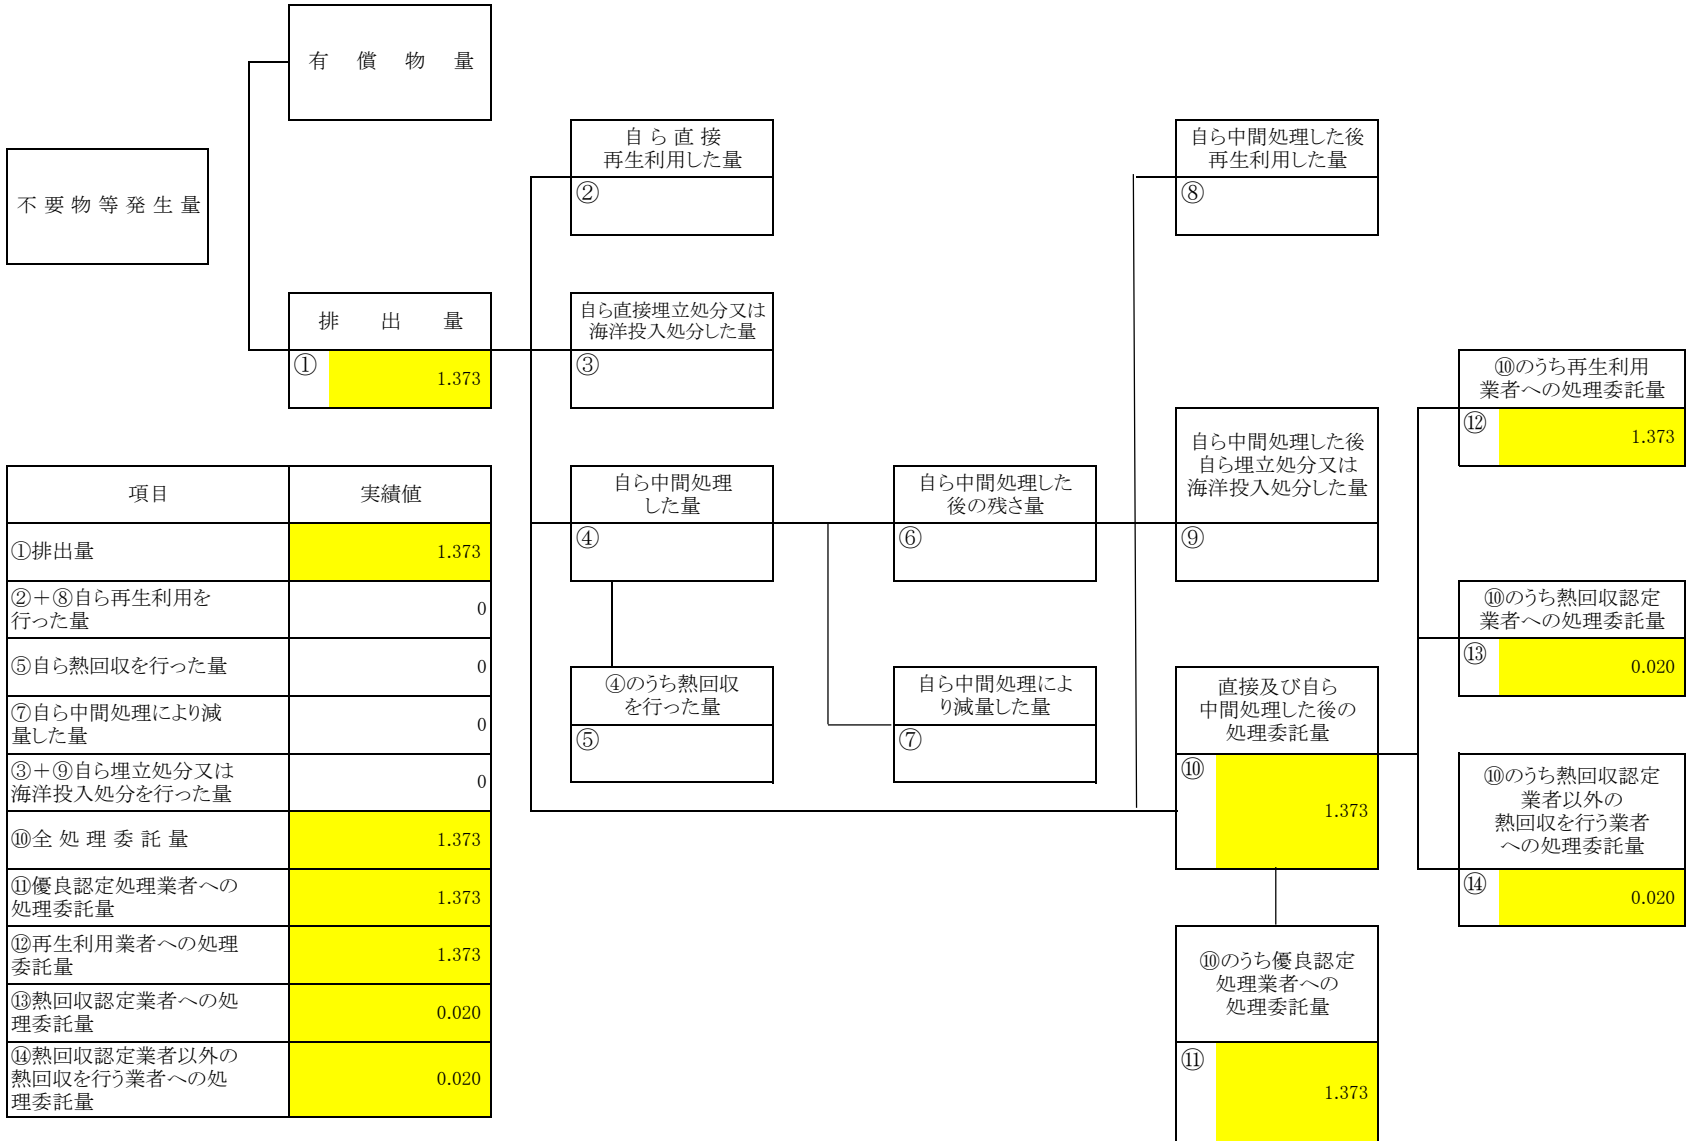 有償物量
不要物等発生量
排出量
①
1.373
自ら直接
再生利用した量
②
自ら直接埋立処分又は
海洋投入処分した量
③
自ら中間処理
した量
④
④のうち熱回収
を行った量
⑤
自ら中間処理した
後の残さ量
⑥
自ら中間処理によ
り減量した量
⑦
自ら中間処理した後
再生利用した量
⑧
自ら中間処理した後
自ら埋立処分又は
海洋投入処分した量
⑨
直接及び自ら
中間処理した後の
処理委託量
⑩
1.373
⑩のうち優良認定
処理業者への
処理委託量
⑪
1.373
⑩のうち再生利用
業者への処理委託量
⑫
1.373
⑩のうち熱回収認定
業者への処理委託量
⑬
0.020
⑩のうち熱回収認定
業者以外の
熱回収を行う業者
への処理委託量
⑭
0.020
項目 実績値
①排出量 1.373
②＋⑧自ら再生利用を
行った量 0
⑤自ら熱回収を行った量 0
⑦自ら中間処理により減
量した量 0
③＋⑨自ら埋立処分又は
海洋投入処分を行った量 0
⑩全処理委託量 1.373
⑪優良認定処理業者への
処理委託量 1.373
⑫再生利用業者への処理
委託量 1.373
⑬熱回収認定業者への処
理委託量 0.020
⑭熱回収認定業者以外の
熱回収を行う業者への処
理委託量 0.020